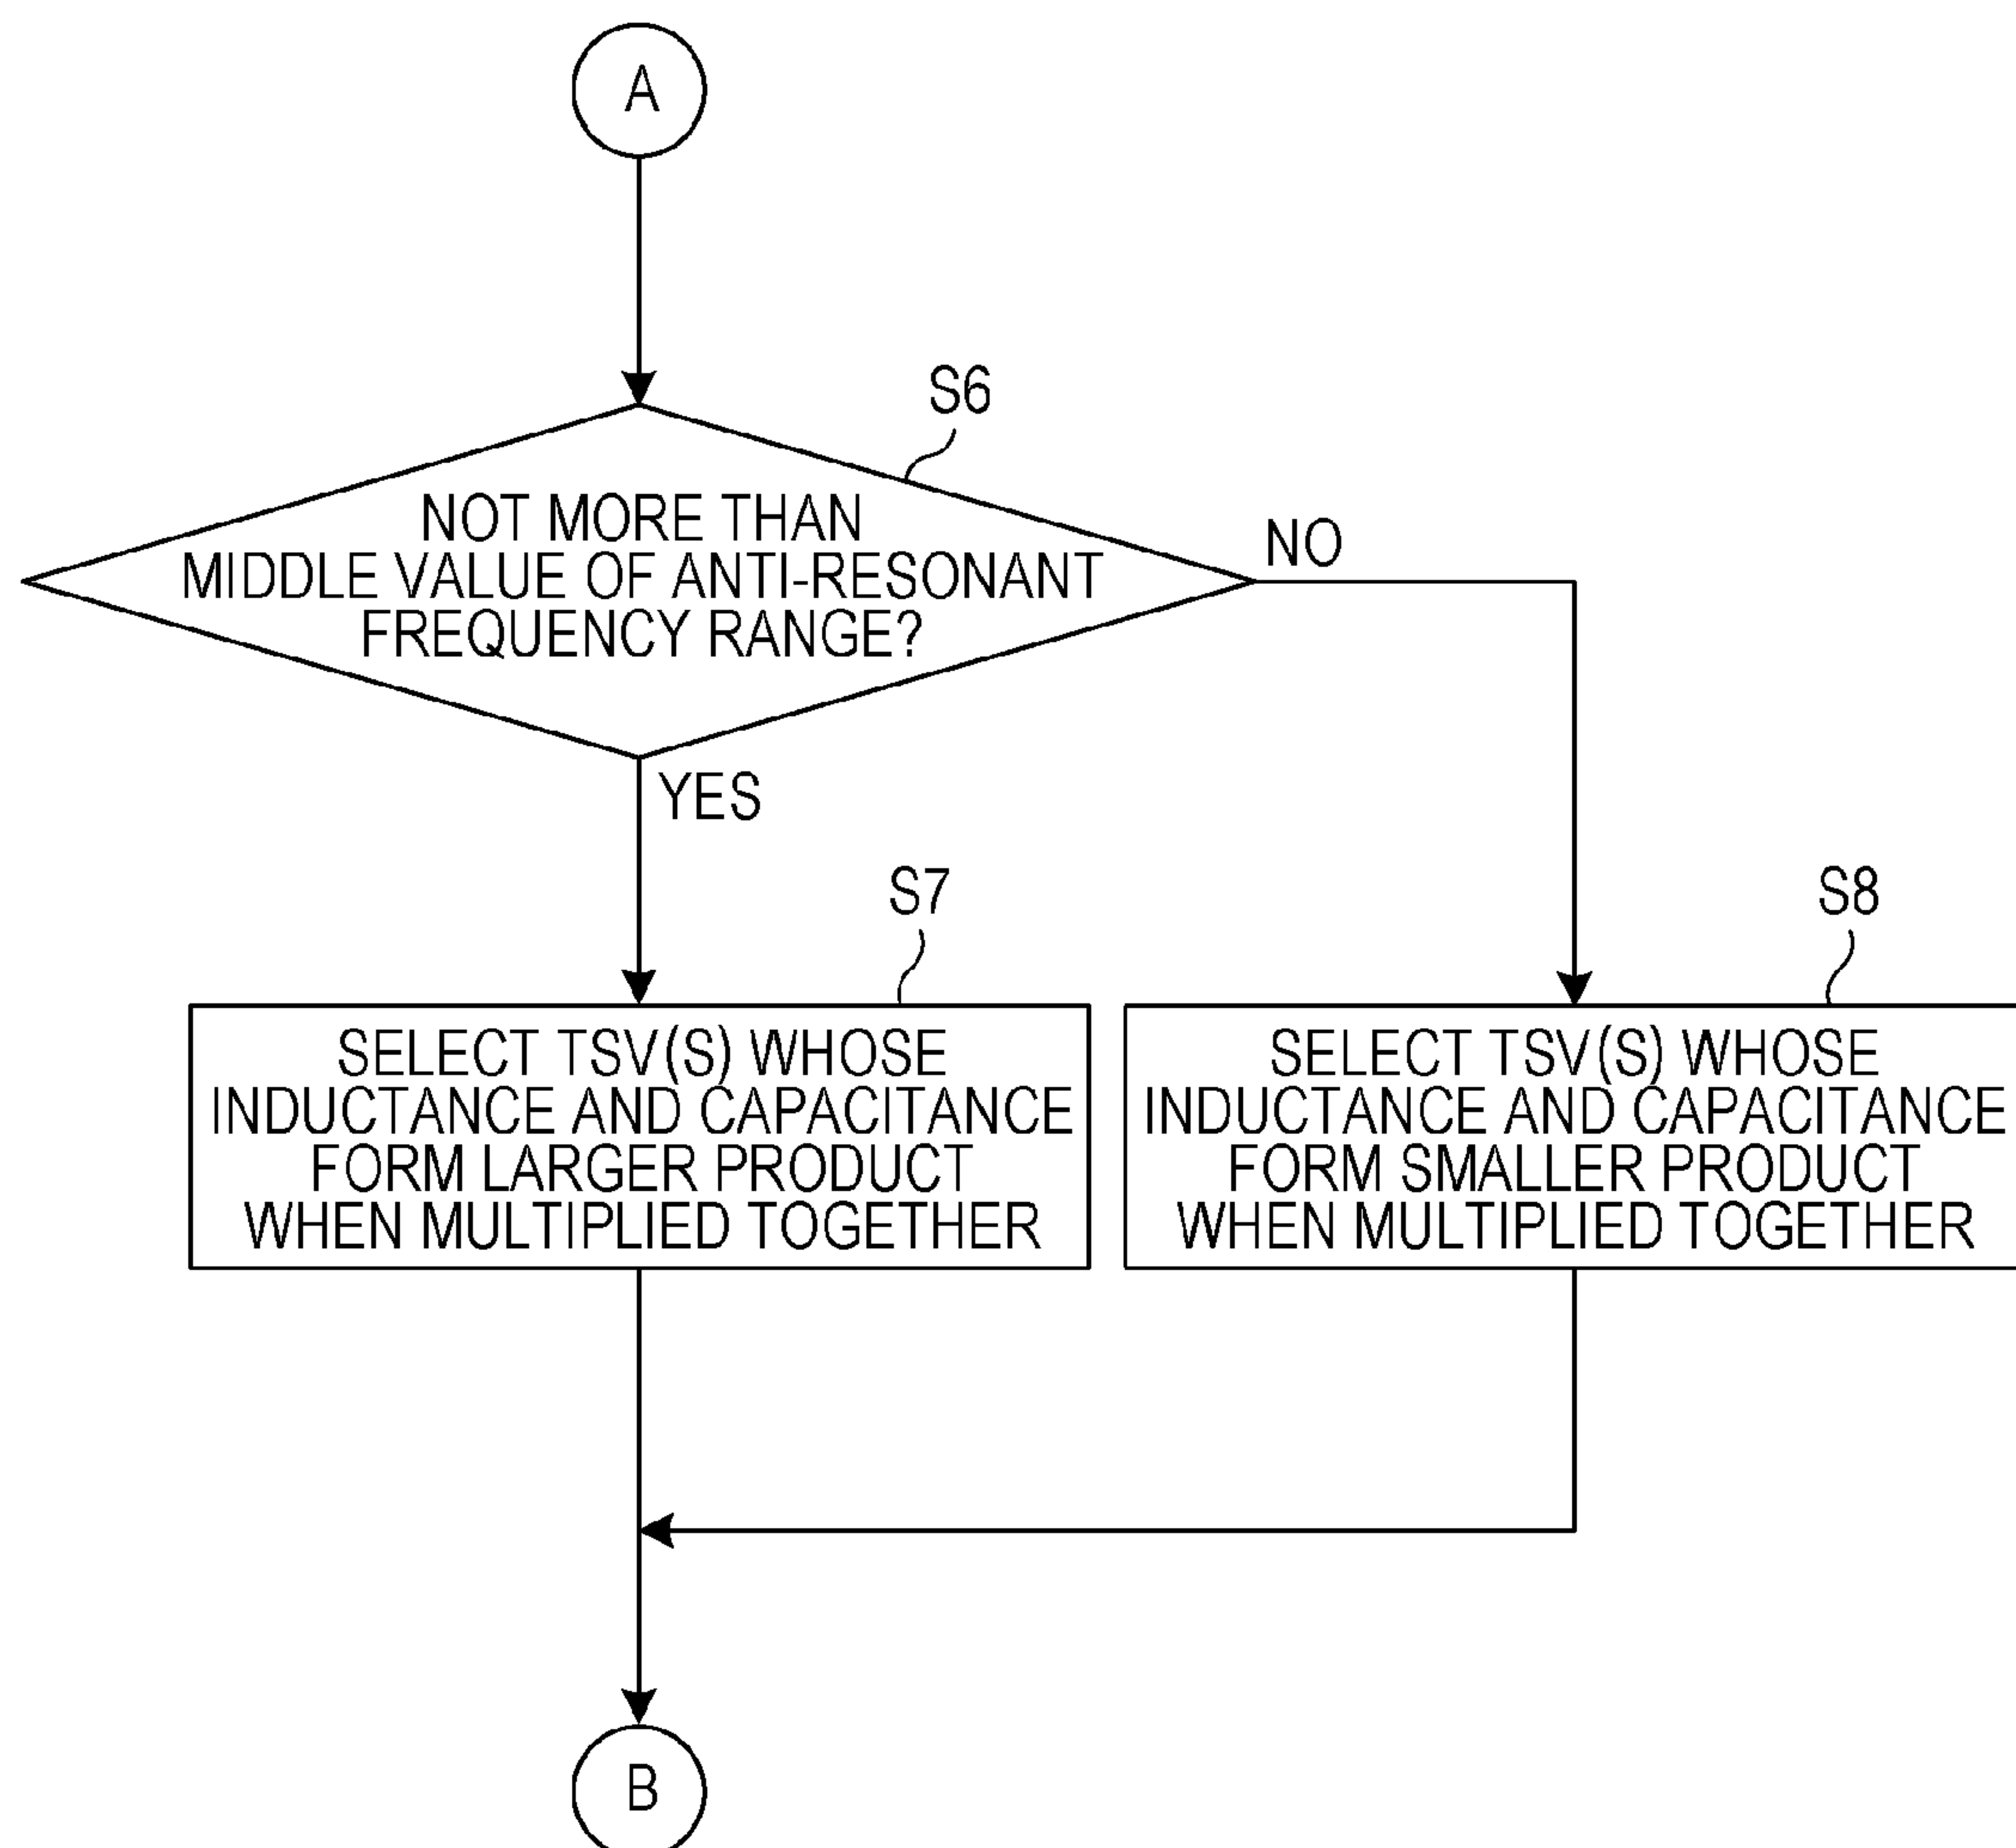 A
S6
NOT MORE THAN
MIDDLE VALUE OF ANTI-RESONANT
FREQUENCY RANGE?
NO
YES
S7
SELECT TSV(S) WHOSE
INDUCTANCE AND CAPACITANCE
FORM LARGER PRODUCT
WHEN MULTIPLIED TOGETHER
S8
SELECT TSV(S) WHOSE
INDUCTANCE AND CAPACITANCE
FORM SMALLER PRODUCT
WHEN MULTIPLIED TOGETHER
B